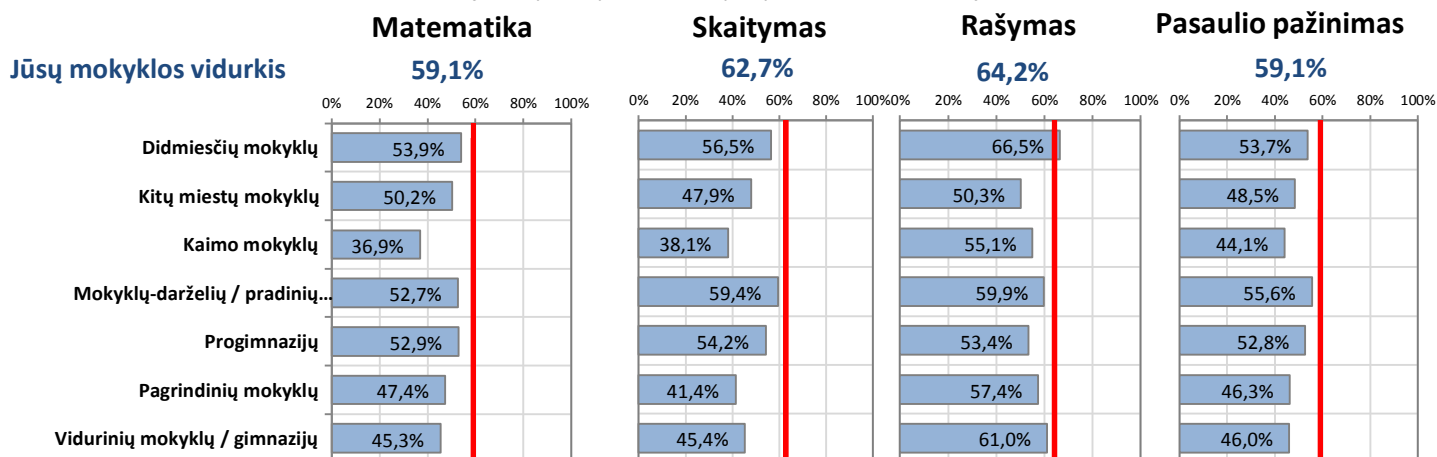 Matematika Skaitymas Rašymas Pasaulio pažinimas
Jūsų mokyklos vidurkis 59,1% 62,7% 64,2% 59,1%
0% 20% 40% 60% 80% 100% 0% 20% 40% 60% 80% 100% 0% 20% 40% 60% 80% 100% 0% 20% 40% 60% 80% 100%
Didmiesčių mokyklų 53,9% 56,5% 66,5% 53,7%
Kitų miestų mokyklų 50,2% 47,9% 50,3% 48,5%
Kaimo mokyklų 36,9% 38,1% 55,1% 44,1%
Mokyklų-darželių / pradinių... 52,7% 59,4% 59,9% 55,6%
Progimnazijų 52,9% 54,2% 53,4% 52,8%
Pagrindinių mokyklų 47,4% 41,4% 57,4% 46,3%
Vidurinių mokyklų / gimnazijų 45,3% 45,4% 61,0% 46,0%